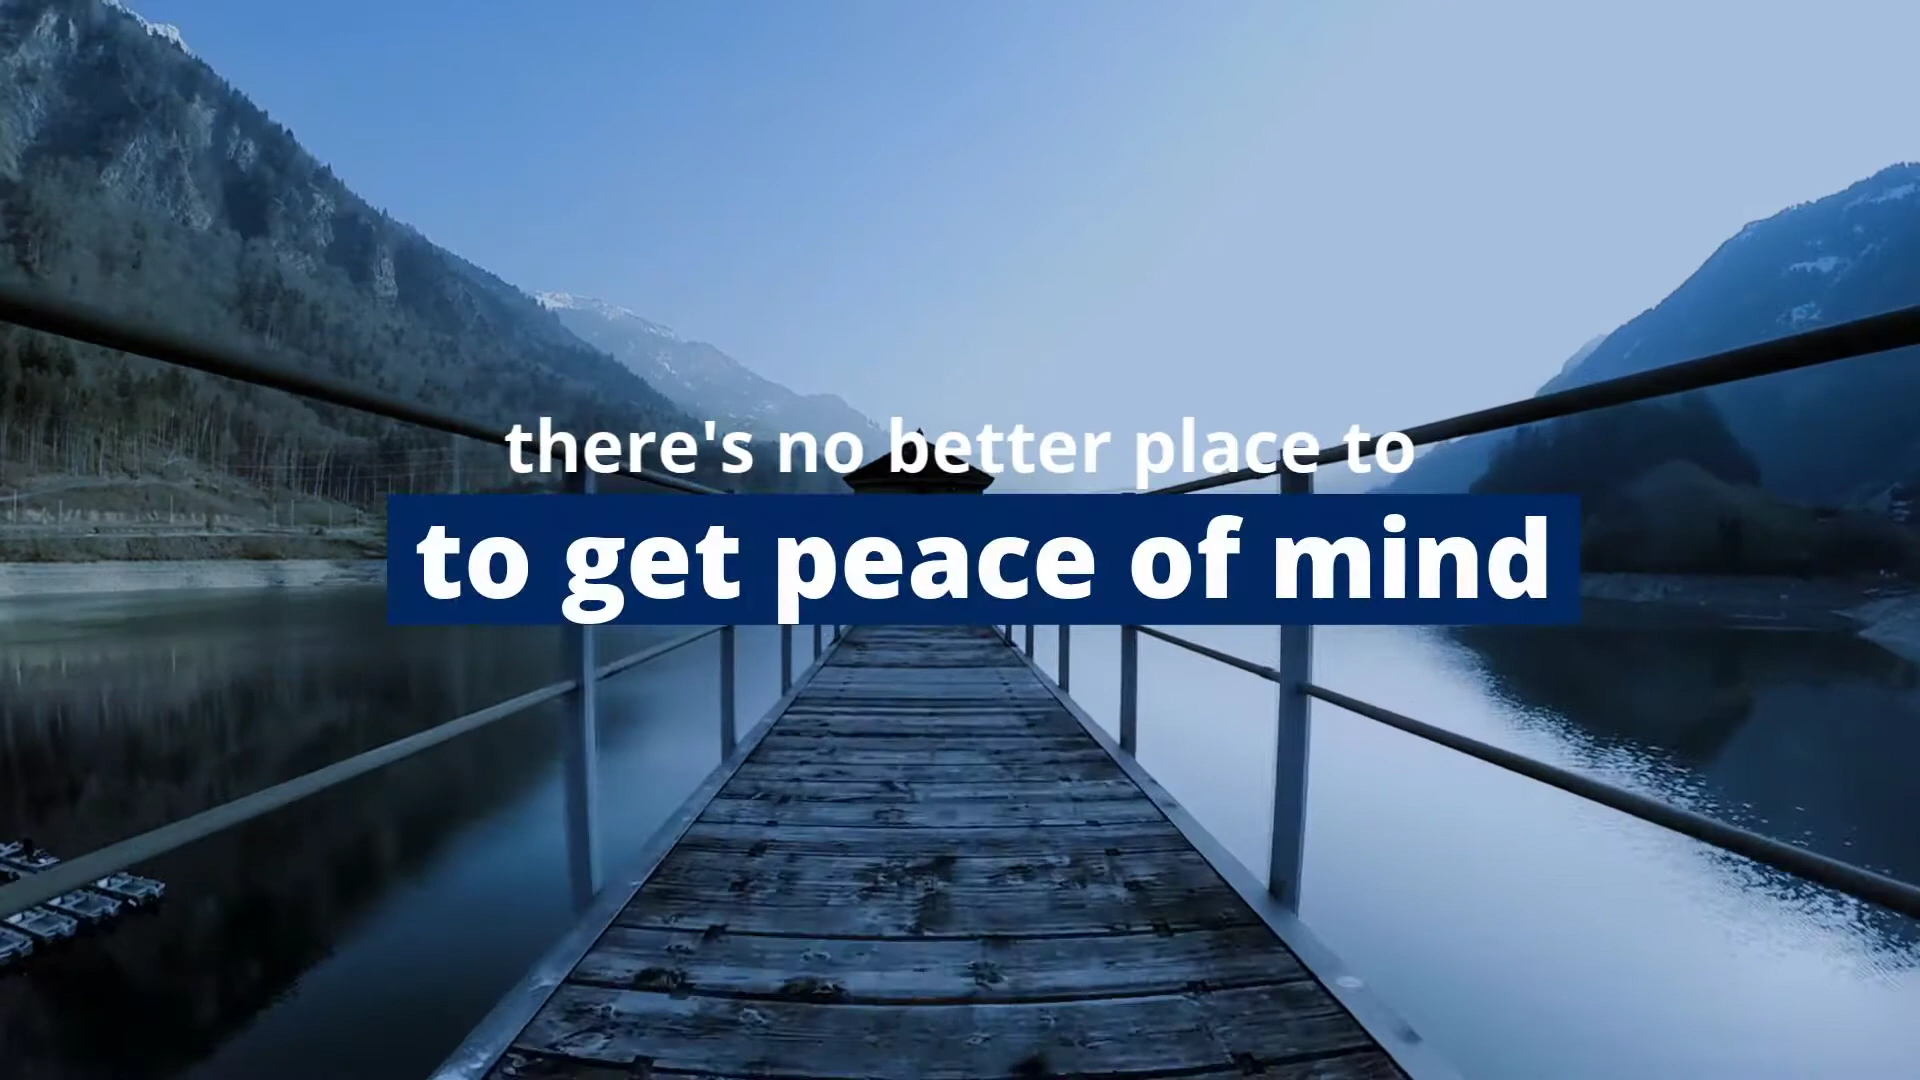 there's no better place to
to get peace of mind